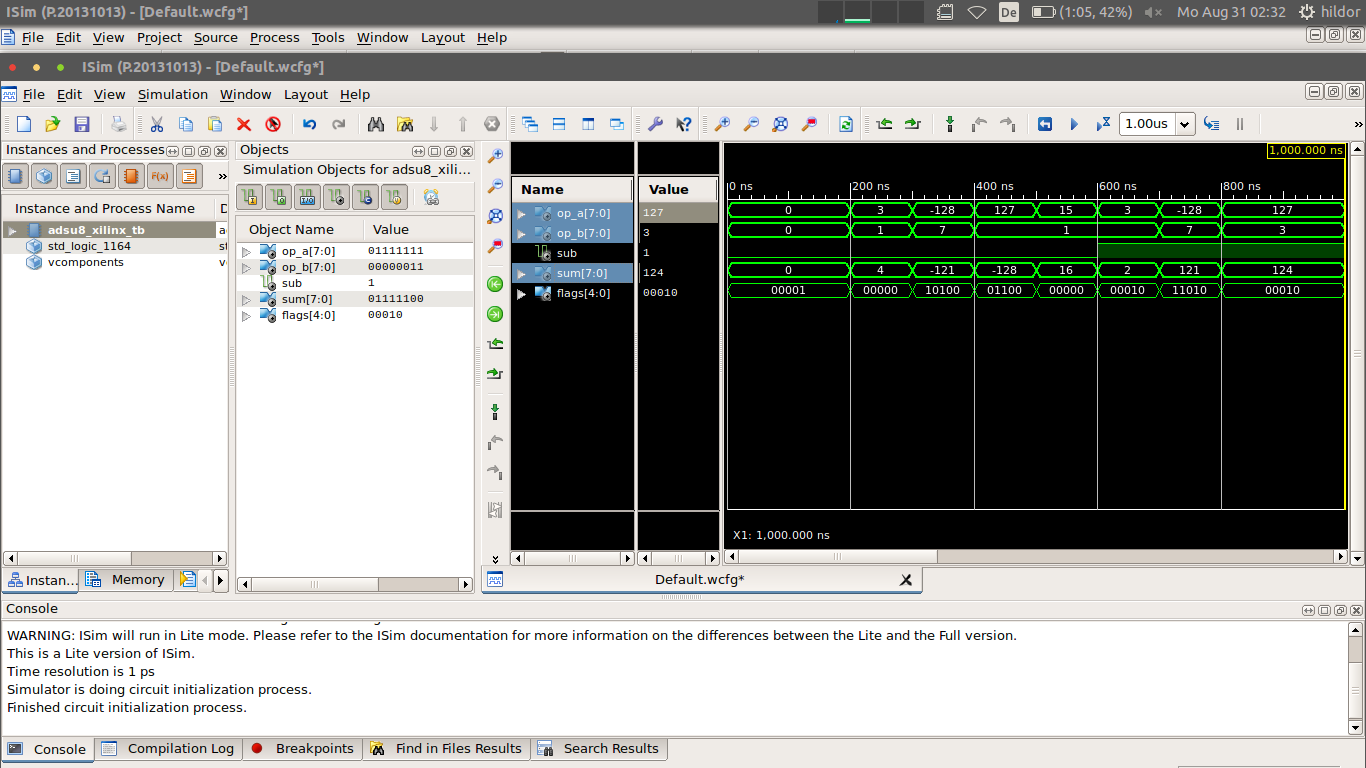 ISim (P.20131013) - [Default.wcfg*]
De
(1:05, 42%)
Mo Aug 31 02:32
hildor
File Edit View Project Source Process Tools Window Layout Help
ISim (P.20131013) - [Default.wcfg*]
File Edit View Simulation Window Layout Help
1.00us
»
Instances and Processes
»
Instance and Process Name
adsu8_xilinx_tb
std_logic_1164
vcomponents
Instan...
Memory
Objects
Simulation Objects for adsu8_xili...
Object Name Value
op_a[7:0] 01111111
op_b[7:0] 00000011
sub 1
sum[7:0] 01111100
flags[4:0] 00010
Name Value
op_a[7:0] 127
op_b[7:0] 3
sub 1
sum[7:0] 124
flags[4:0] 00010
1,000.000 ns
0 ns 200 ns 400 ns 600 ns 800 ns
0 3 -128 127 15 3 -128 127
0 1 7 1 7 3
0 4 -121 -128 16 2 121 124
00001 00000 10100 01100 00000 00010 11010 00010
X1: 1,000.000 ns
Default.wcfg*
Console
WARNING: ISim will run in Lite mode. Please refer to the ISim documentation for more information on the differences between the Lite and the Full version.
This is a Lite version of ISim.
Time resolution is 1 ps
Simulator is doing circuit initialization process.
Finished circuit initialization process.
Console Compilation Log Breakpoints Find in Files Results Search Results